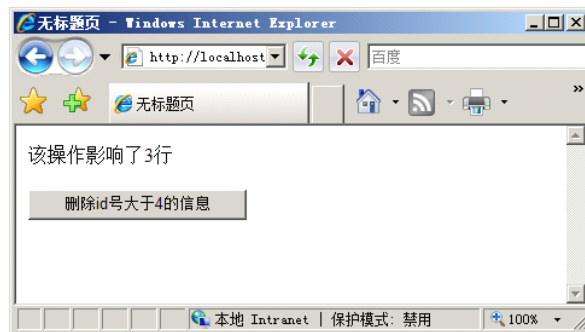 无标题页 - Windows Internet Explorer
http://localhost
百度
无标题页
»
该操作影响了3行
删除id号大于4的信息
本地 Intranet | 保护模式: 禁用
100%